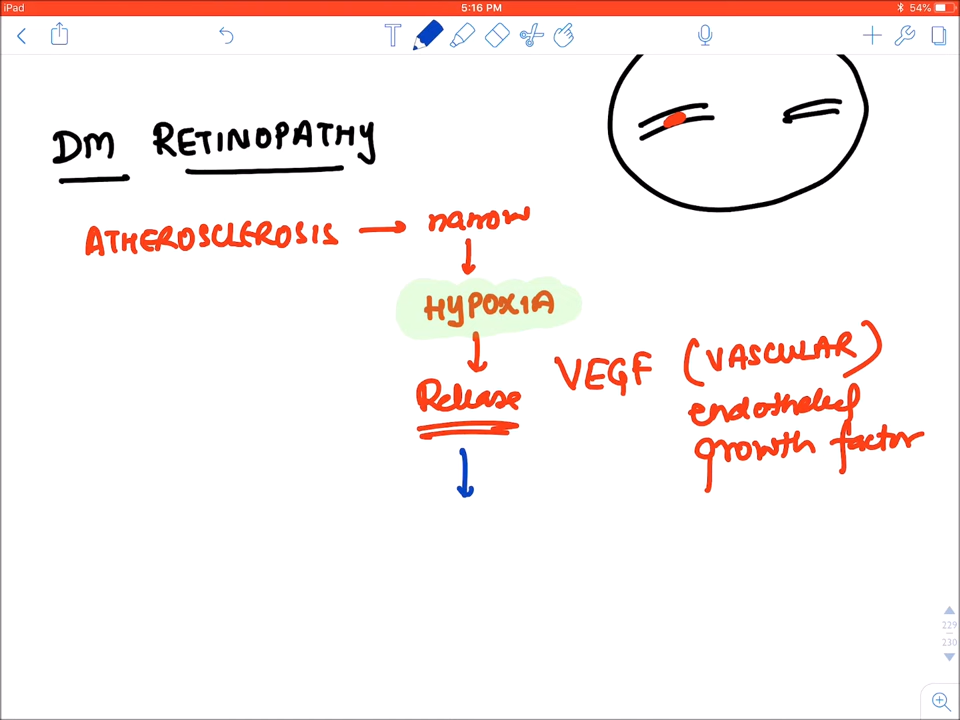 iPad 5:16 PM 54%
T
DM RETINOPATHY
ATHEROSCLEROSIS → narrow
↓
HYPOXIA
↓
Release VEGF (VASCULAR)
endothelial
growth factor
↓
229
230